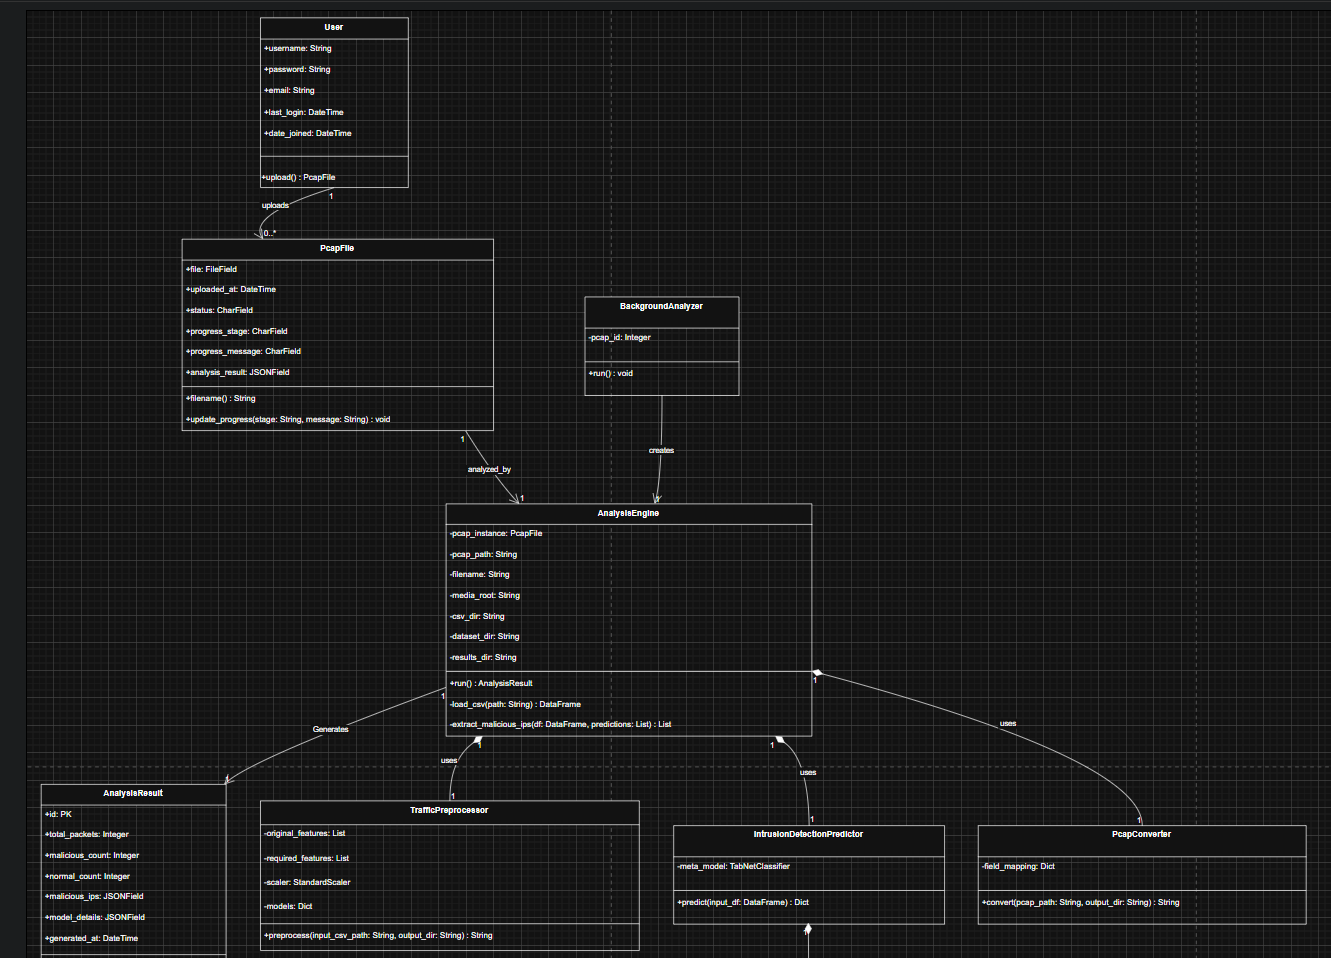 User
+username: String
+password: String
+email: String
+last_login: DateTime
+date_joined: DateTime
+upload() : PcapFile
1
uploads
0..*
PcapFile
+file: FileField
+uploaded_at: DateTime
+status: CharField
+progress_stage: CharField
+progress_message: CharField
+analysis_result: JSONField
+filename() : String
+update_progress(stage: String, message: String) : void
BackgroundAnalyzer
-pcap_id: Integer
+run() : void
1
analyzed_by
1
creates
1
AnalysisEngine
-pcap_instance: PcapFile
-pcap_path: String
-filename: String
-media_root: String
-csv_dir: String
-dataset_dir: String
-results_dir: String
+run() : AnalysisResult
-load_csv(path: String) : DataFrame
-extract_malicious_ips(df: DataFrame, predictions: List) : List
1
Generates
1
1
uses
1
1
uses
1
1
uses
1
AnalysisResult
+id: PK
+total_packets: Integer
+malicious_count: Integer
+normal_count: Integer
+malicious_ips: JSONField
+model_details: JSONField
+generated_at: DateTime
TrafficPreprocessor
-original_features: List
-required_features: List
-scaler: StandardScaler
-models: Dict
+preprocess(input_csv_path: String, output_dir: String) : String
IntrusionDetectionPredictor
-meta_model: TabNetClassifier
+predict(input_df: DataFrame) : Dict
1
PcapConverter
-field_mapping: Dict
+convert(pcap_path: String, output_dir: String) : String